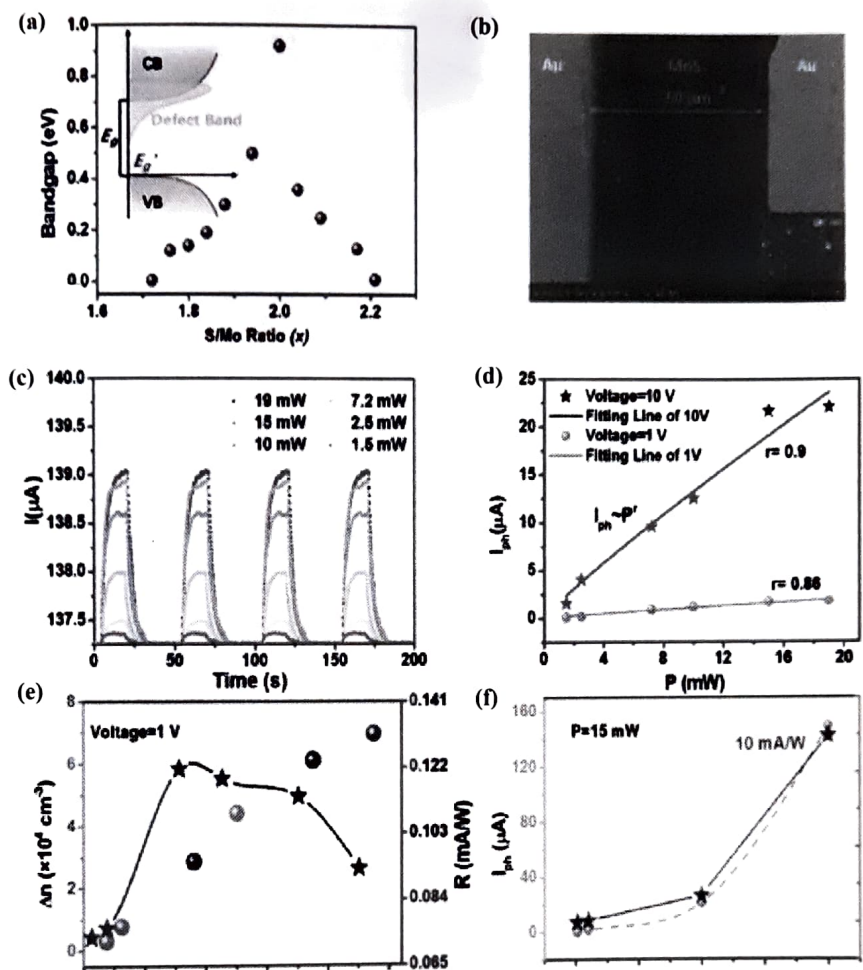 (a)
1.0
0.8
0.6
0.4
0.2
0.0
Bandgap (eV)
CB
Defect Band
Eg
Eg'
VB
1.6 1.8 2.0 2.2
S/Mo Ratio (x)
(b)
Au
Au
(c)
140.0
139.5
139.0
138.5
138.0
137.5
I(μA)
19 mW 7.2 mW
15 mW 2.5 mW
10 mW 1.5 mW
0 50 100 150 200
Time (s)
(d)
25
20
15
10
5
0
Iph(μA)
Voltage=10 V
Fitting Line of 10V
Voltage=1 V
Fitting Line of 1V
r= 0.9
Iph~P^r
r= 0.86
0 4 8 12 16 20
P (mW)
(e)
8
6
4
2
0
Δn (×10⁴ cm⁻³)
Voltage=1 V
0.141
0.122
0.103
0.084
0.065
R (mA/W)
(f)
160
120
80
40
0
Iph (μA)
P=15 mW
10 mA/W